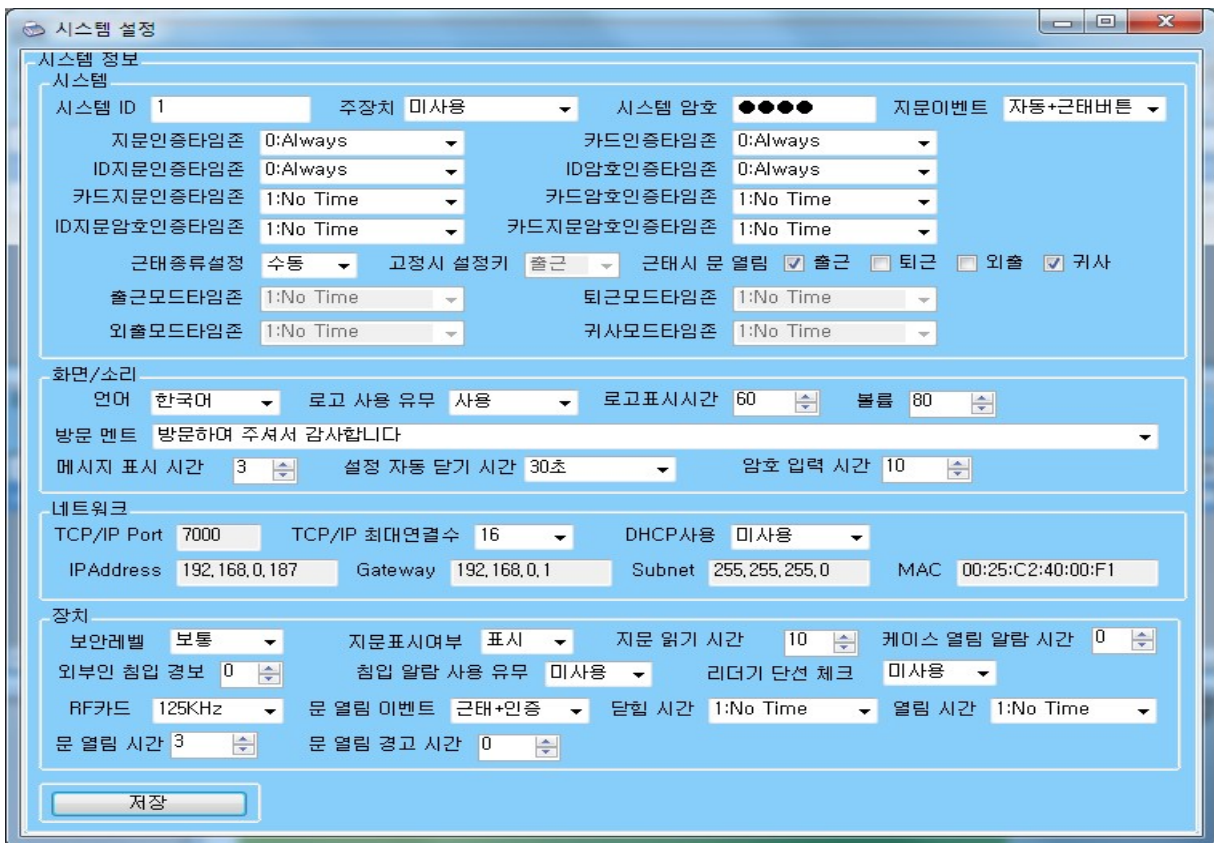 시스템 설정
시스템 정보
시스템
시스템 ID 1 주장치 미사용 시스템 암호 ●●●● 지문이벤트 자동+근태버튼
지문인증타임존 0:Always 카드인증타임존 0:Always
ID지문인증타임존 0:Always ID암호인증타임존 0:Always
카드지문인증타임존 1:No Time 카드암호인증타임존 1:No Time
ID지문암호인증타임존 1:No Time 카드지문암호인증타임존 1:No Time
근태종류설정 수동 고정시 설정키 출근 근태시 문 열림 출근 퇴근 외출 귀사
출근모드타임존 1:No Time 퇴근모드타임존 1:No Time
외출모드타임존 1:No Time 귀사모드타임존 1:No Time
화면/소리
언어 한국어 로고 사용 유무 사용 로고표시시간 60 볼륨 80
방문 멘트 방문하여 주셔서 감사합니다
메시지 표시 시간 3 설정 자동 닫기 시간 30초 암호 입력 시간 10
네트워크
TCP/IP Port 7000 TCP/IP 최대연결수 16 DHCP사용 미사용
IPAddress 192,168,0,187 Gateway 192,168,0,1 Subnet 255,255,255,0 MAC 00:25:C2:40:00:F1
장치
보안레벨 보통 지문표시여부 표시 지문 읽기 시간 10 케이스 열림 알람 시간 0
외부인 침입 경보 0 침입 알람 사용 유무 미사용 리더기 단선 체크 미사용
RF카드 125KHz 문 열림 이벤트 근태+인증 닫힘 시간 1:No Time 열림 시간 1:No Time
문 열림 시간 3 문 열림 경고 시간 0
저장